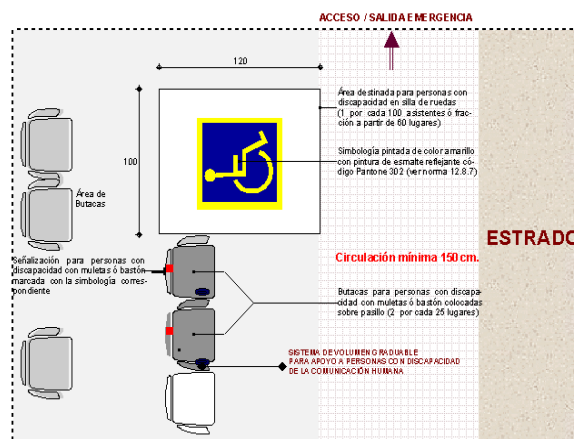 ACCESO / SALIDA EMERGENCIA
120
100
Área destinada para personas con
discapacidad en silla de ruedas
(1 por cada 100 asistentes ó frac-
ción a partir de 60 lugares)
Simbología pintada de color amarillo
con pintura de esmalte reflejante có-
digo Pantone 302 (ver norma 12.8.7)
Área de
Butacas
ESTRADO
Señalización para personas con
discapacidad con muletas ó bastón
marcada con la simbología corres-
pondiente
Circulación mínima 150 cm.
Butacas para personas con discapa-
cidad con muletas ó bastón colocadas
sobre pasillo (2 por cada 25 lugares)
SISTEMA DE VOLUMEN GRADUABLE
PARA APOYO A PERSONAS CON DISCAPACIDAD
DE LA COMUNICACIÓN HUMANA